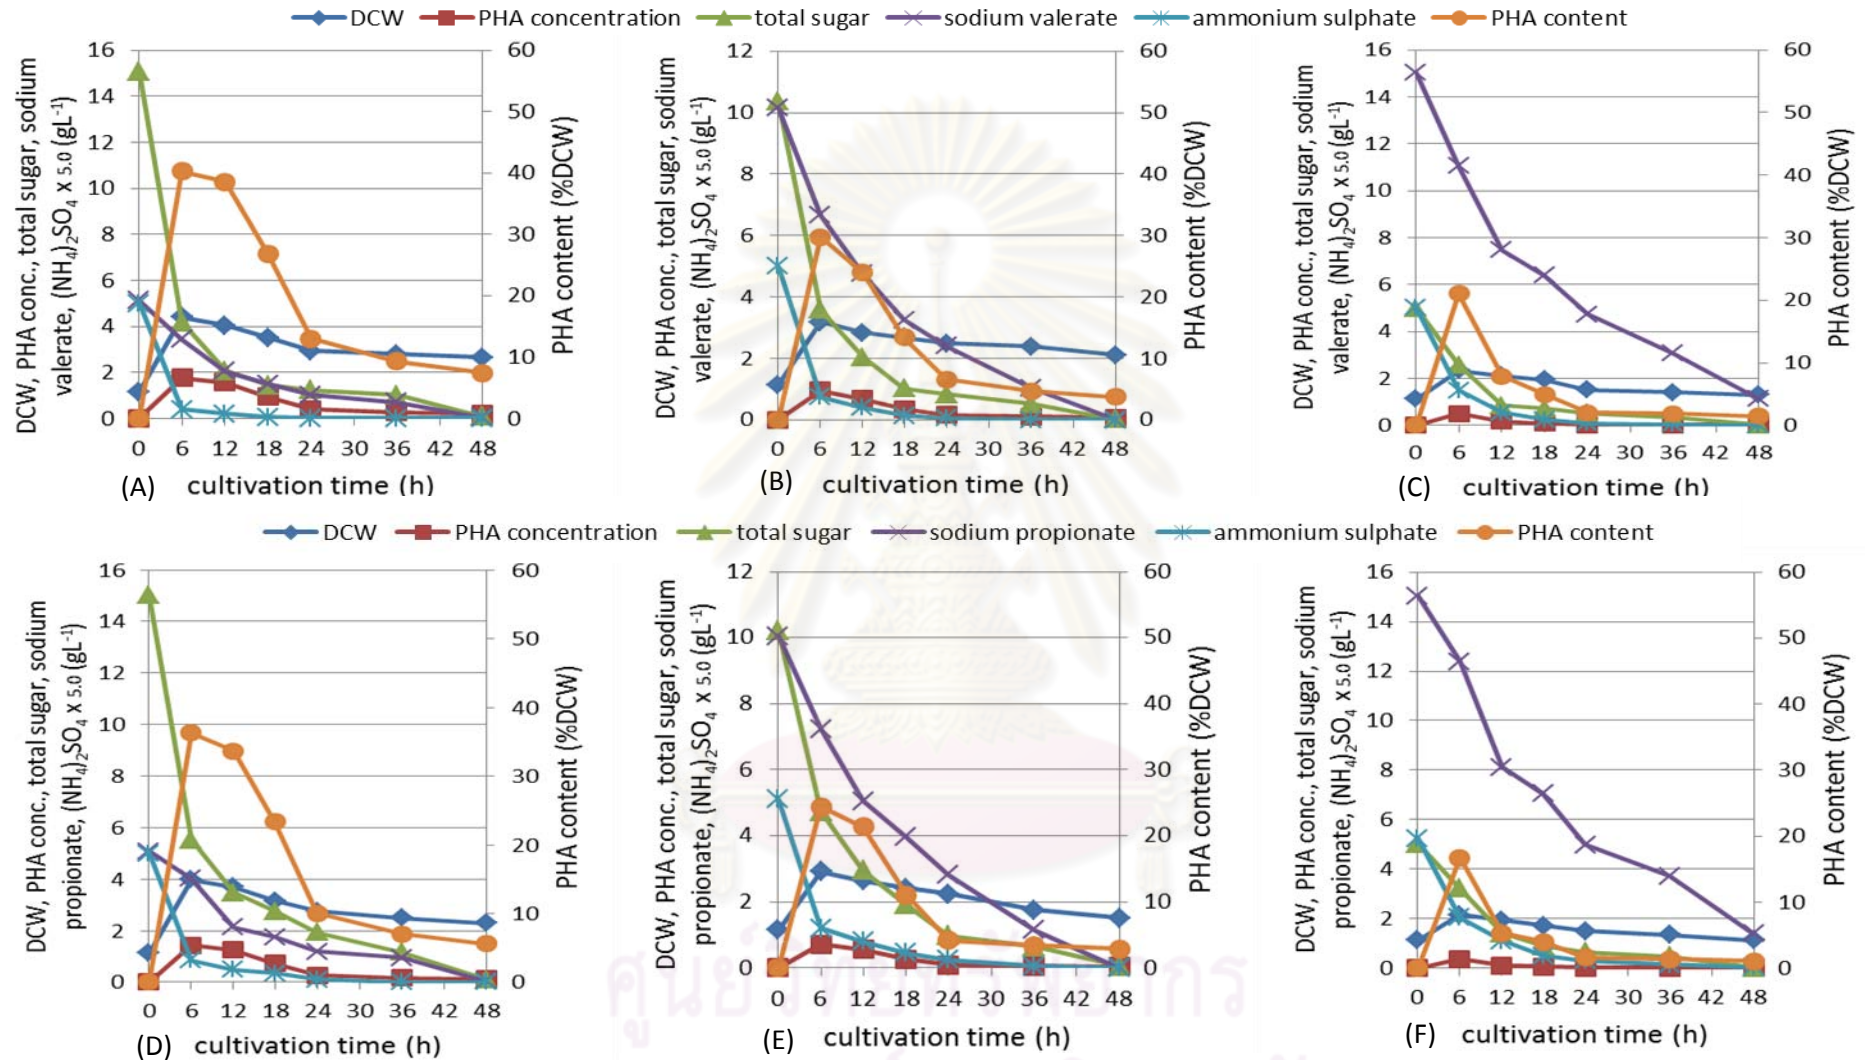 DCW PHA concentration total sugar sodium valerate ammonium sulphate PHA content
DCW, PHA conc., total sugar, sodium
valerate, (NH4)2SO4 x 5.0 (gL-1)
16
14
12
10
8
6
4
2
0
60
50
40
30
20
10
0
PHA content (%DCW)
0 6 12 18 24 30 36 42 48
(A) cultivation time (h)
DCW, PHA conc., total sugar, sodium
valerate, (NH4)2SO4 x 5.0 (gL-1)
12
10
8
6
4
2
0
60
50
40
30
20
10
0
PHA content (%DCW)
0 6 12 18 24 30 36 42 48
(B) cultivation time (h)
DCW, PHA conc., total sugar, sodium
valerate, (NH4)2SO4 x 5.0 (gL-1)
16
14
12
10
8
6
4
2
0
60
50
40
30
20
10
0
PHA content (%DCW)
0 6 12 18 24 30 36 42 48
(C) cultivation time (h)
DCW PHA concentration total sugar sodium propionate ammonium sulphate PHA content
DCW, PHA conc., total sugar, sodium
propionate, (NH4)2SO4 x 5.0 (gL-1)
16
14
12
10
8
6
4
2
0
60
50
40
30
20
10
0
PHA content (%DCW)
0 6 12 18 24 30 36 42 48
(D) cultivation time (h)
DCW, PHA conc., total sugar, sodium
propionate, (NH4)2SO4 x 5.0 (gL-1)
12
10
8
6
4
2
0
60
50
40
30
20
10
0
PHA content (%DCW)
0 6 12 18 24 30 36 42 48
(E) cultivation time (h)
DCW, PHA conc., total sugar, sodium
propionate, (NH4)2SO4 x 5.0 (gL-1)
16
14
12
10
8
6
4
2
0
60
50
40
30
20
10
0
PHA content (%DCW)
0 6 12 18 24 30 36 42 48
(F) cultivation time (h)
ศูนย์วิทยทรัพยากร